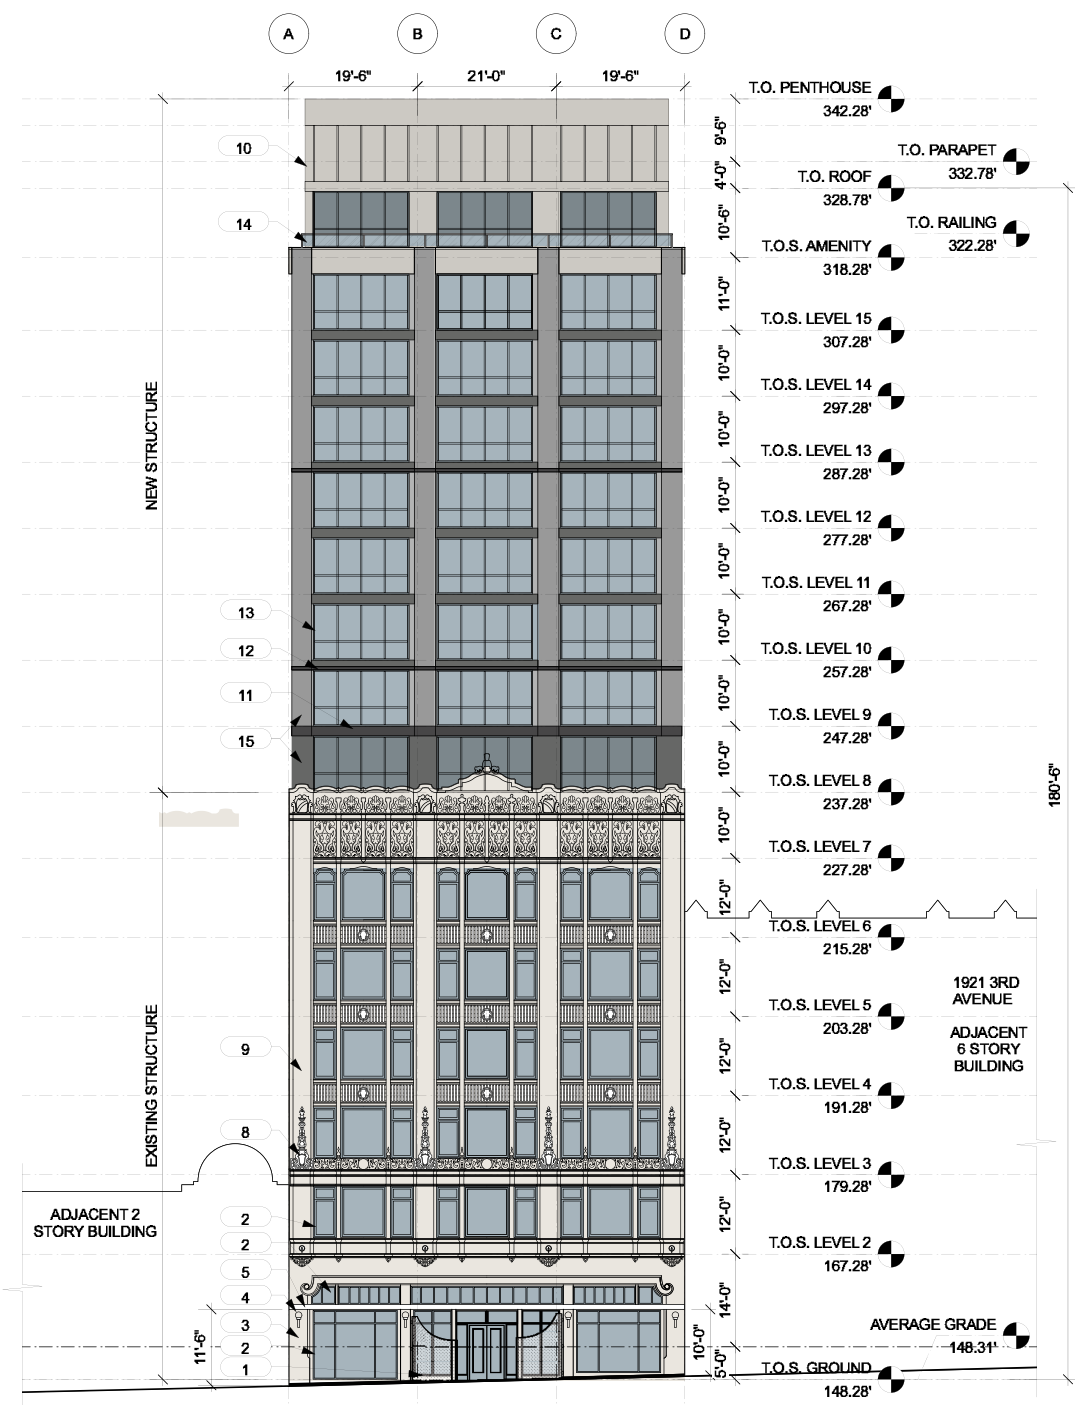 A B C D
19'-6" 21'-0" 19'-6"
T.O. PENTHOUSE
342.28'
9'-6"
T.O. PARAPET
332.78'
4'-0"
T.O. ROOF
328.78'
10'-6"
T.O. RAILING
322.28'
T.O.S. AMENITY
318.28'
11'-0"
T.O.S. LEVEL 15
307.28'
10'-0"
T.O.S. LEVEL 14
297.28'
10'-0"
T.O.S. LEVEL 13
287.28'
10'-0"
T.O.S. LEVEL 12
277.28'
10'-0"
T.O.S. LEVEL 11
267.28'
10'-0"
T.O.S. LEVEL 10
257.28'
10'-0"
T.O.S. LEVEL 9
247.28'
10'-0"
T.O.S. LEVEL 8
237.28'
10'-0"
T.O.S. LEVEL 7
227.28'
12'-0"
T.O.S. LEVEL 6
215.28'
12'-0"
T.O.S. LEVEL 5
203.28'
12'-0"
T.O.S. LEVEL 4
191.28'
12'-0"
T.O.S. LEVEL 3
179.28'
12'-0"
T.O.S. LEVEL 2
167.28'
14'-0"
AVERAGE GRADE
148.31'
5'-0"
T.O.S. GROUND
148.28'
10'-0"
11'-6"
180'-6"
NEW STRUCTURE
EXISTING STRUCTURE
10
14
13
12
11
15
9
8
2
2
5
4
3
2
1
ADJACENT 2
STORY BUILDING
1921 3RD
AVENUE
ADJACENT
6 STORY
BUILDING